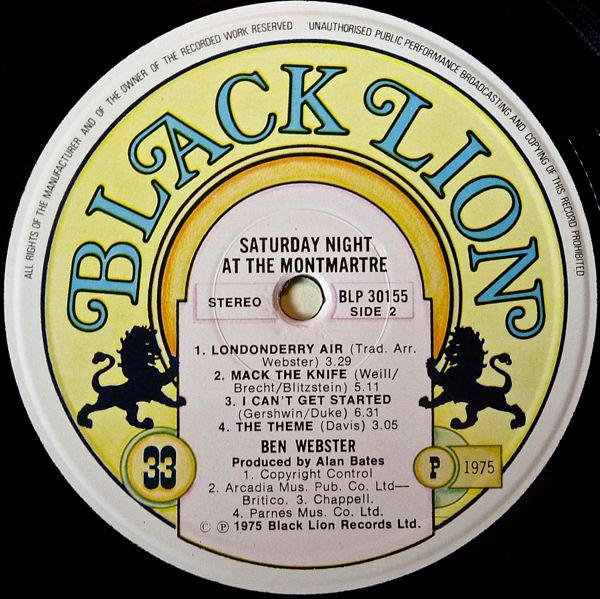 ALL RIGHTS OF THE MANUFACTURER AND OF THE OWNER OF THE RECORDED WORK RESERVED UNAUTHORISED PUBLIC PERFORMANCE BROADCASTING AND COPYING OF THIS RECORD PROHIBITED
BLACK LION
SATURDAY NIGHT
AT THE MONTMARTRE
STEREO
BLP 30155
SIDE 2
1. LONDONDERRY AIR (Trad. Arr.
Webster) 3.29
2. MACK THE KNIFE (Weill/
Brecht/Blitzstein) 5.11
3. I CAN'T GET STARTED
(Gershwin/Duke) 6.31
4. THE THEME (Davis) 3.05
BEN WEBSTER
Produced by Alan Bates
1. Copyright Control
2. Arcadia Mus. Pub. Co. Ltd—
Britico. 3. Chappell.
4. Parnes Mus. Co. Ltd.
© ℗ 1975 Black Lion Records Ltd.
33
P 1975